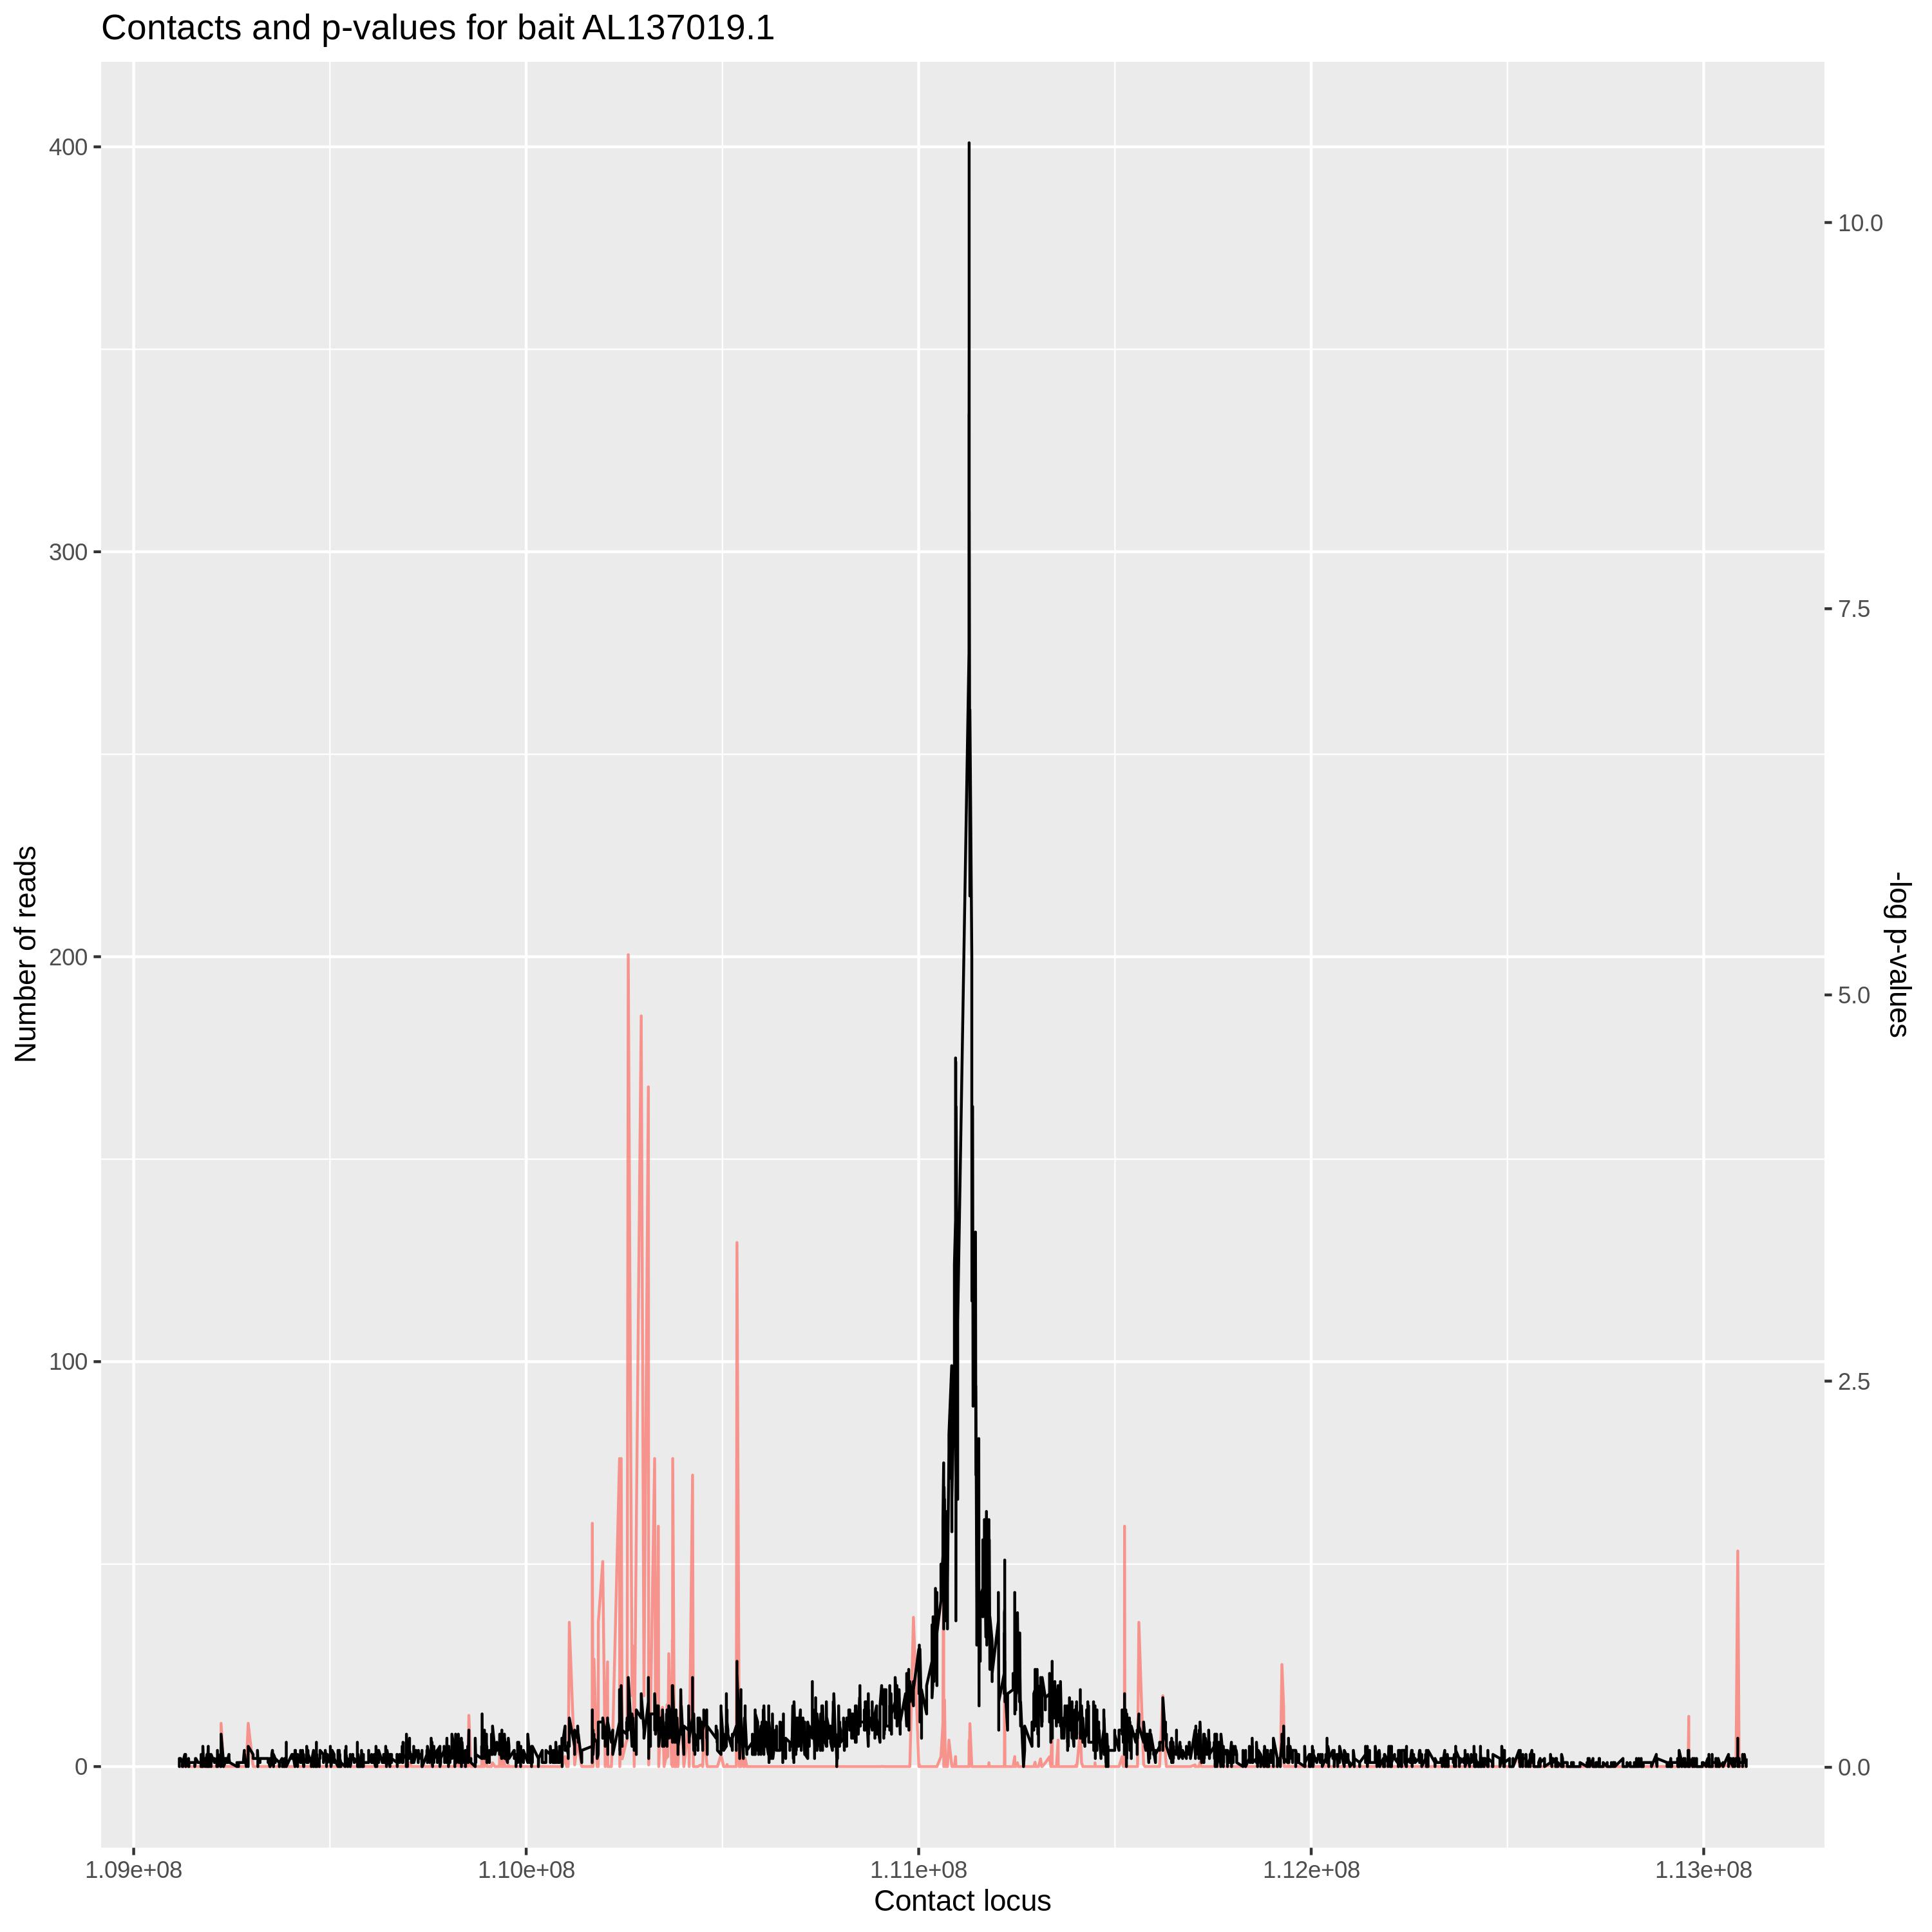 Contacts and p-values for bait AL137019.1
400
300
200
100
0
Number of reads
10.0
7.5
5.0
2.5
0.0
-log p-values
1.09e+08 1.10e+08 1.11e+08 1.12e+08 1.13e+08
Contact locus